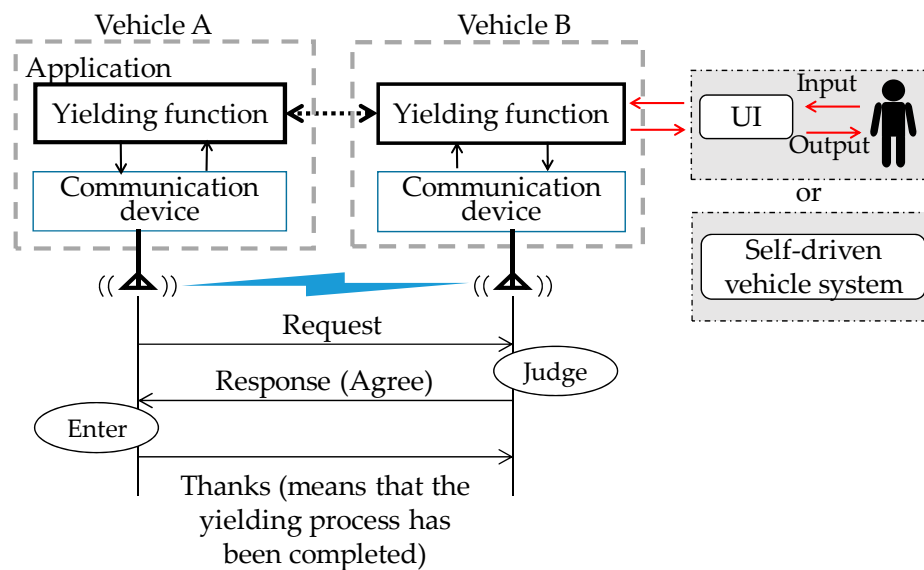 Vehicle A
Vehicle B
Application
Yielding function
Yielding function
Input
UI
Output
Communication
device
Communication
device
or
Self-driven
vehicle system
Request
Judge
Response (Agree)
Enter
Thanks (means that the
yielding process has
been completed)